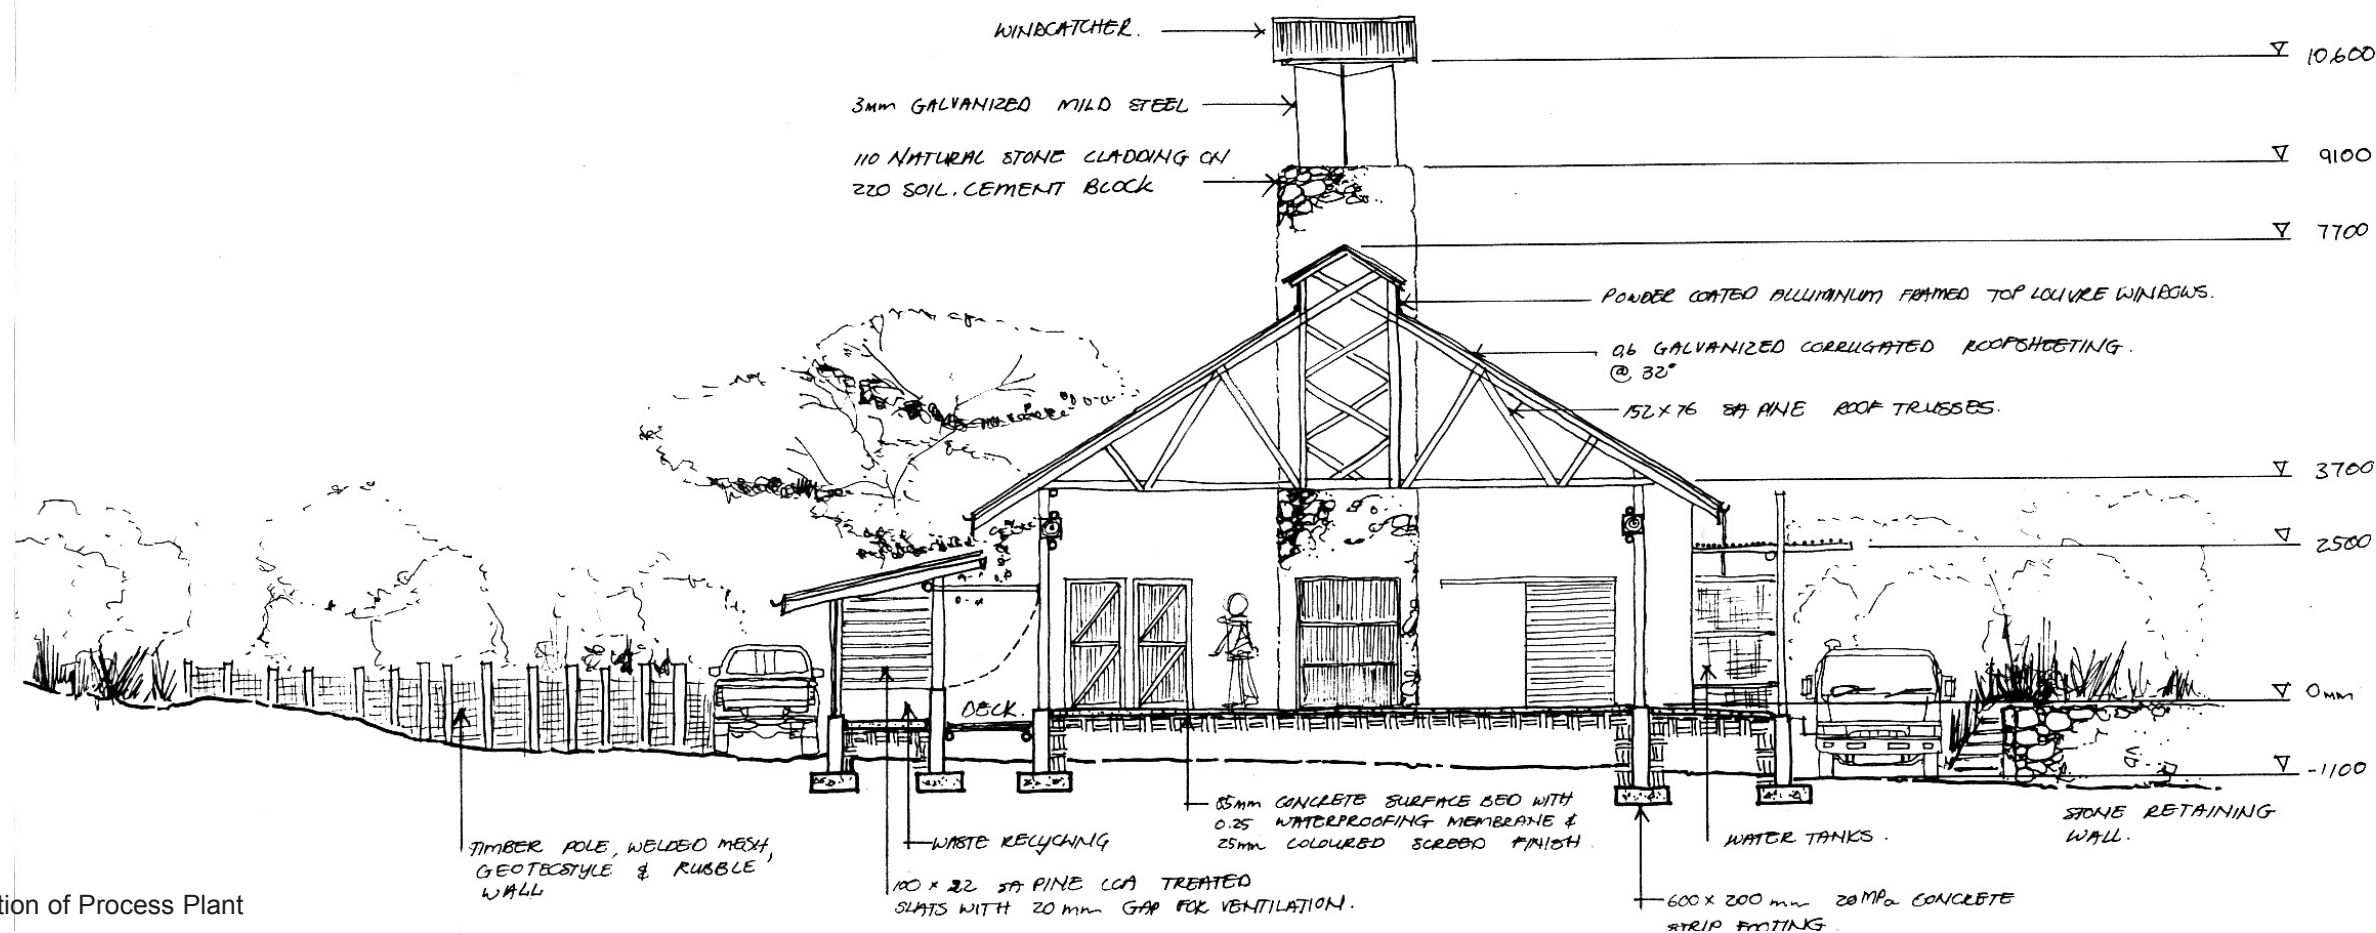 WINDCATCHER.
10,600
3mm GALVANIZED MILD STEEL
110 NATURAL STONE CLADDING ON
220 SOIL.CEMENT BLOCK
9100
7700
POWDER COATED ALLUMINIUM FRAMED TOP LOUVRE WINDOWS.
0,6 GALVANIZED CORRUGATED ROOFSHEETING.
@ 32°
152 x 76 SA PINE ROOF TRUSSES.
3700
2500
0mm
DECK.
-1100
STONE RETAINING
WALL.
85mm CONCRETE SURFACE BED WITH
0.25 WATERPROOFING MEMBRANE &
25mm COLOURED SCREED FINISH.
WATER TANKS.
WASTE RECYCLING
TIMBER POLE, WELDED MESH,
GEOTECSTYLE & RUBBLE
WALL
100 x 22 SA PINE CCA TREATED
SLATS WITH 20mm GAP FOR VENTILATION.
600 x 200 mm 20MPa CONCRETE
STRIP FOOTING.
tion of Process Plant